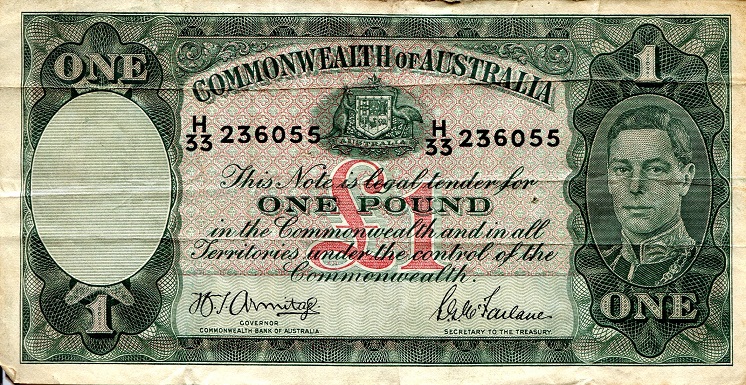 ONE
1
COMMONWEALTH OF AUSTRALIA
H/33 236055
H/33 236055
AUSTRALIA
This Note is legal tender for
ONE POUND
in the Commonwealth and in all
Territories under the control of the
Commonwealth.
£1
H.T. Armitage
GOVERNOR
COMMONWEALTH BANK OF AUSTRALIA
S.G. McFarlane
SECRETARY TO THE TREASURY.
1
ONE